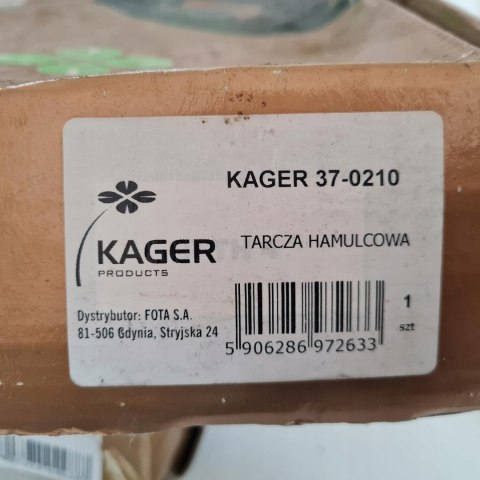 KAGER 37-0210
KAGER
PRODUCTS
TARCZA HAMULCOWA
Dystrybutor: FOTA S.A.
81-506 Gdynia, Stryjska 24
1
szt
5 906286 972633